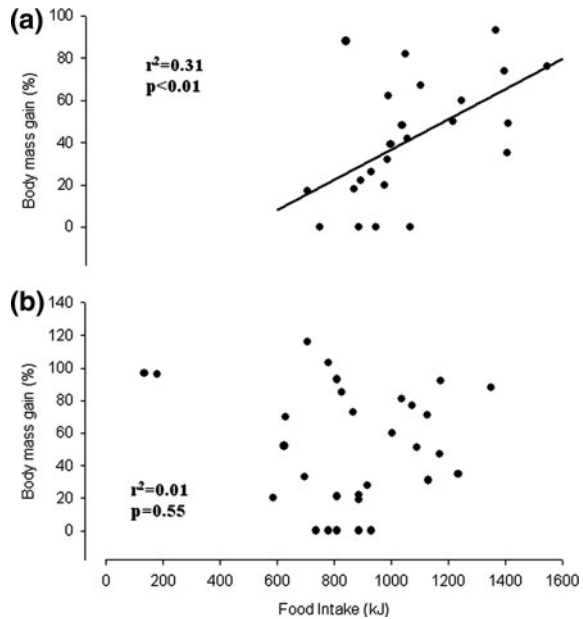 (a)
100
80
60
40
20
0
Body mass gain (%)
r²=0.31
p<0.01
(b)
140
120
100
80
60
40
20
0
Body mass gain (%)
r²=0.01
p=0.55
0 200 400 600 800 1000 1200 1400 1600
Food Intake (kJ)